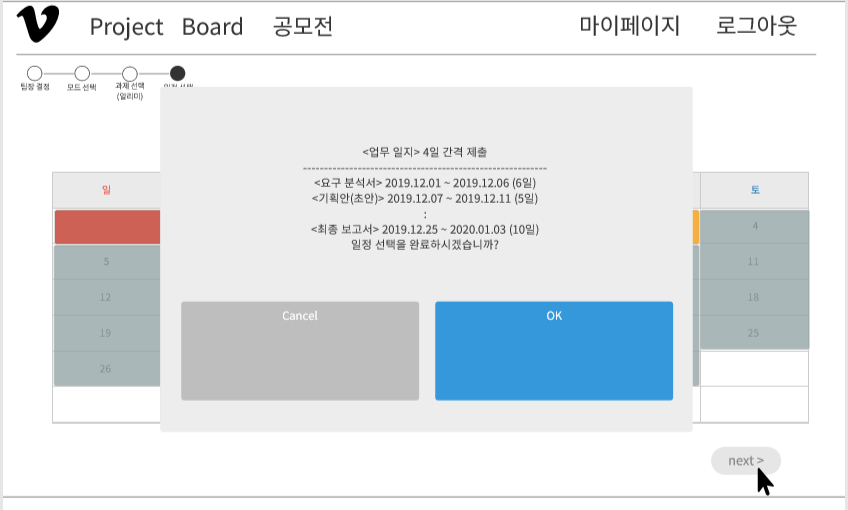 Project Board 공모전 마이페이지 로그아웃
팀장 결정 모드 선택 과제 선택
(알리미)
<업무 일지> 4일 간격 제출
------------------------------------------------------------
<요구 분석서> 2019.12.01 ~ 2019.12.06 (6일)
<기획안(초안)> 2019.12.07 ~ 2019.12.11 (5일)
:
<최종 보고서> 2019.12.25 ~ 2020.01.03 (10일)
일정 선택을 완료하시겠습니까?
Cancel OK
일 토
4
5 11
12 18
19 25
26
next >